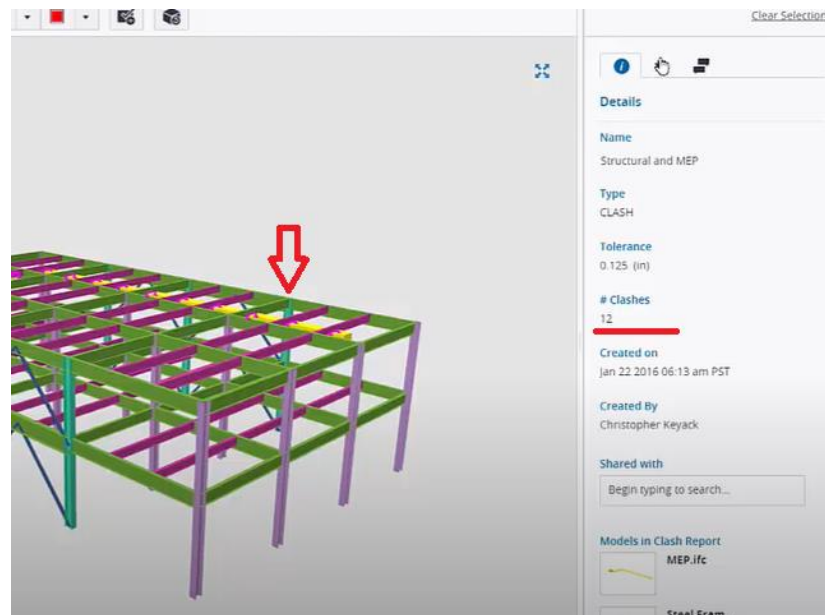 Clear Selection
Details
Name
Structural and MEP
Type
CLASH
Tolerance
0.125 (in)
# Clashes
12
Created on
Jan 22 2016 06:13 am PST
Created By
Christopher Keyack
Shared with
Begin typing to search...
Models in Clash Report
MEP.ifc